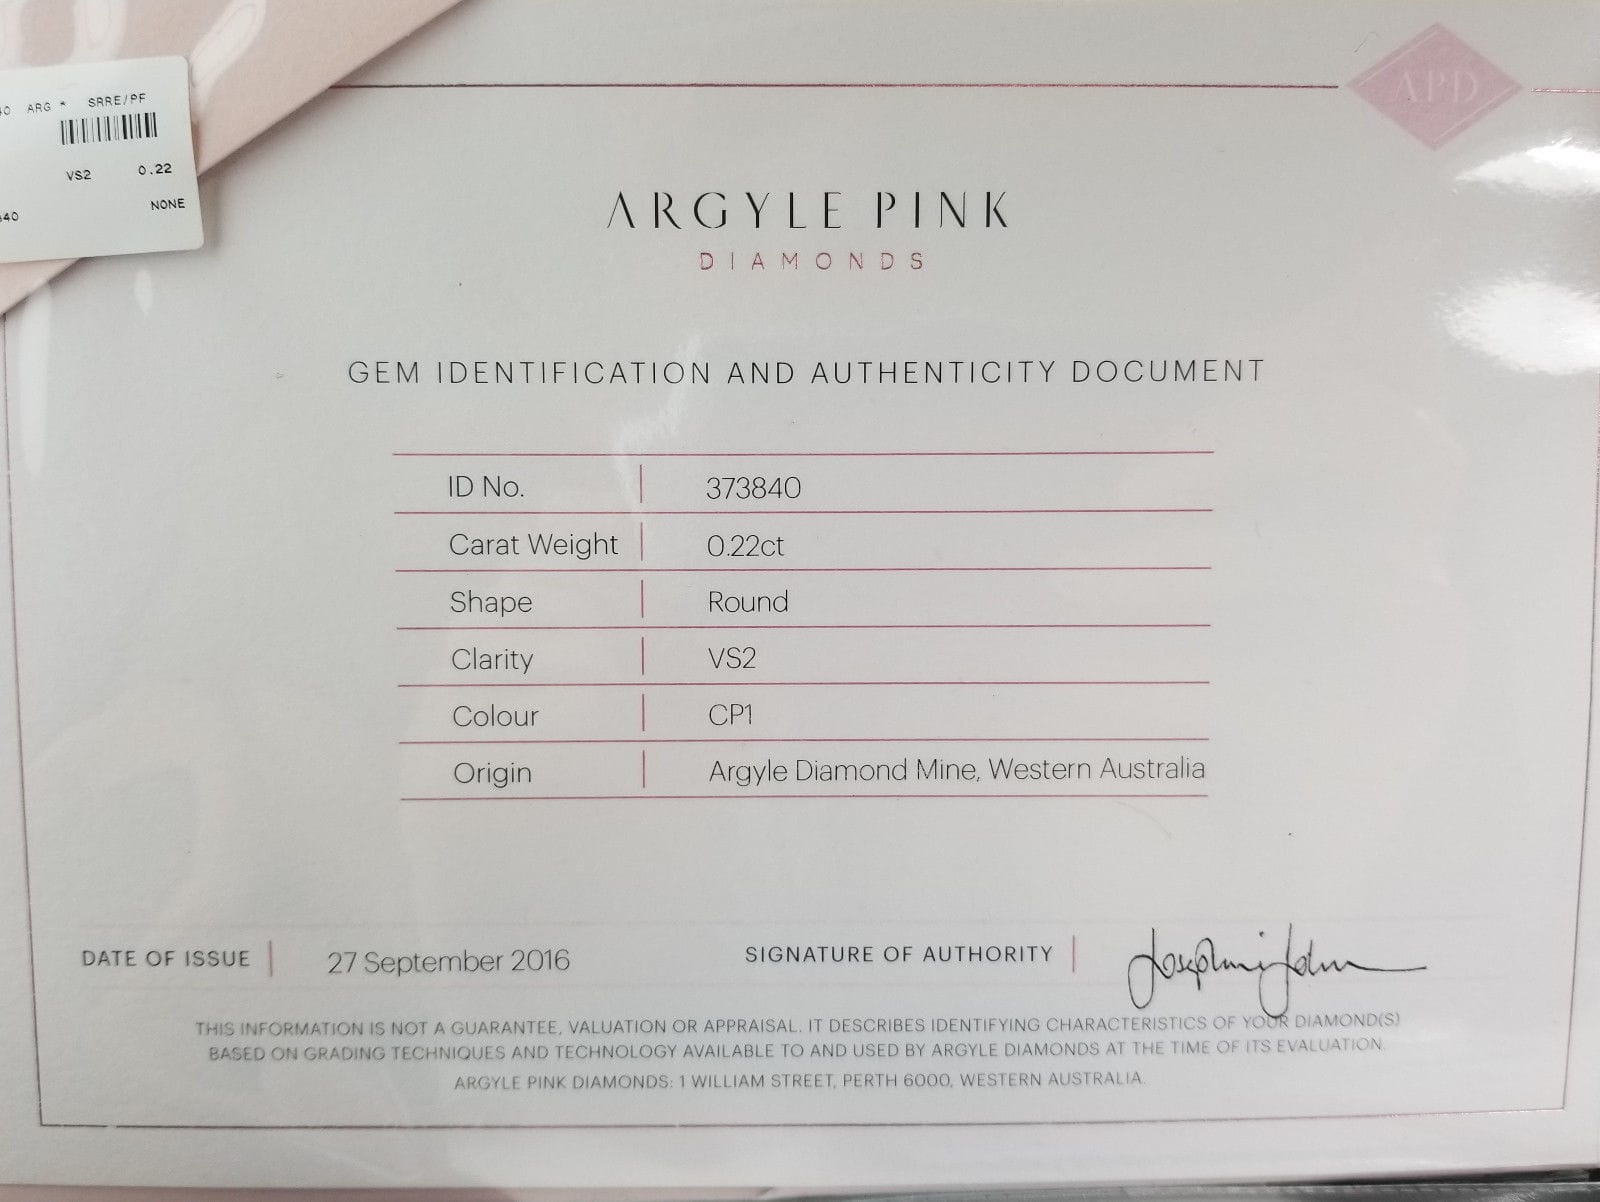 ARG * SRRE/PF
VS2 0.22
NONE
APD
ARGYLE PINK
DIAMONDS
GEM IDENTIFICATION AND AUTHENTICITY DOCUMENT
ID No. 373840
Carat Weight 0.22ct
Shape Round
Clarity VS2
Colour CP1
Origin Argyle Diamond Mine, Western Australia
DATE OF ISSUE 27 September 2016 SIGNATURE OF AUTHORITY
THIS INFORMATION IS NOT A GUARANTEE, VALUATION OR APPRAISAL. IT DESCRIBES IDENTIFYING CHARACTERISTICS OF YOUR DIAMOND(S)
BASED ON GRADING TECHNIQUES AND TECHNOLOGY AVAILABLE TO AND USED BY ARGYLE DIAMONDS AT THE TIME OF ITS EVALUATION.
ARGYLE PINK DIAMONDS: 1 WILLIAM STREET, PERTH 6000, WESTERN AUSTRALIA.